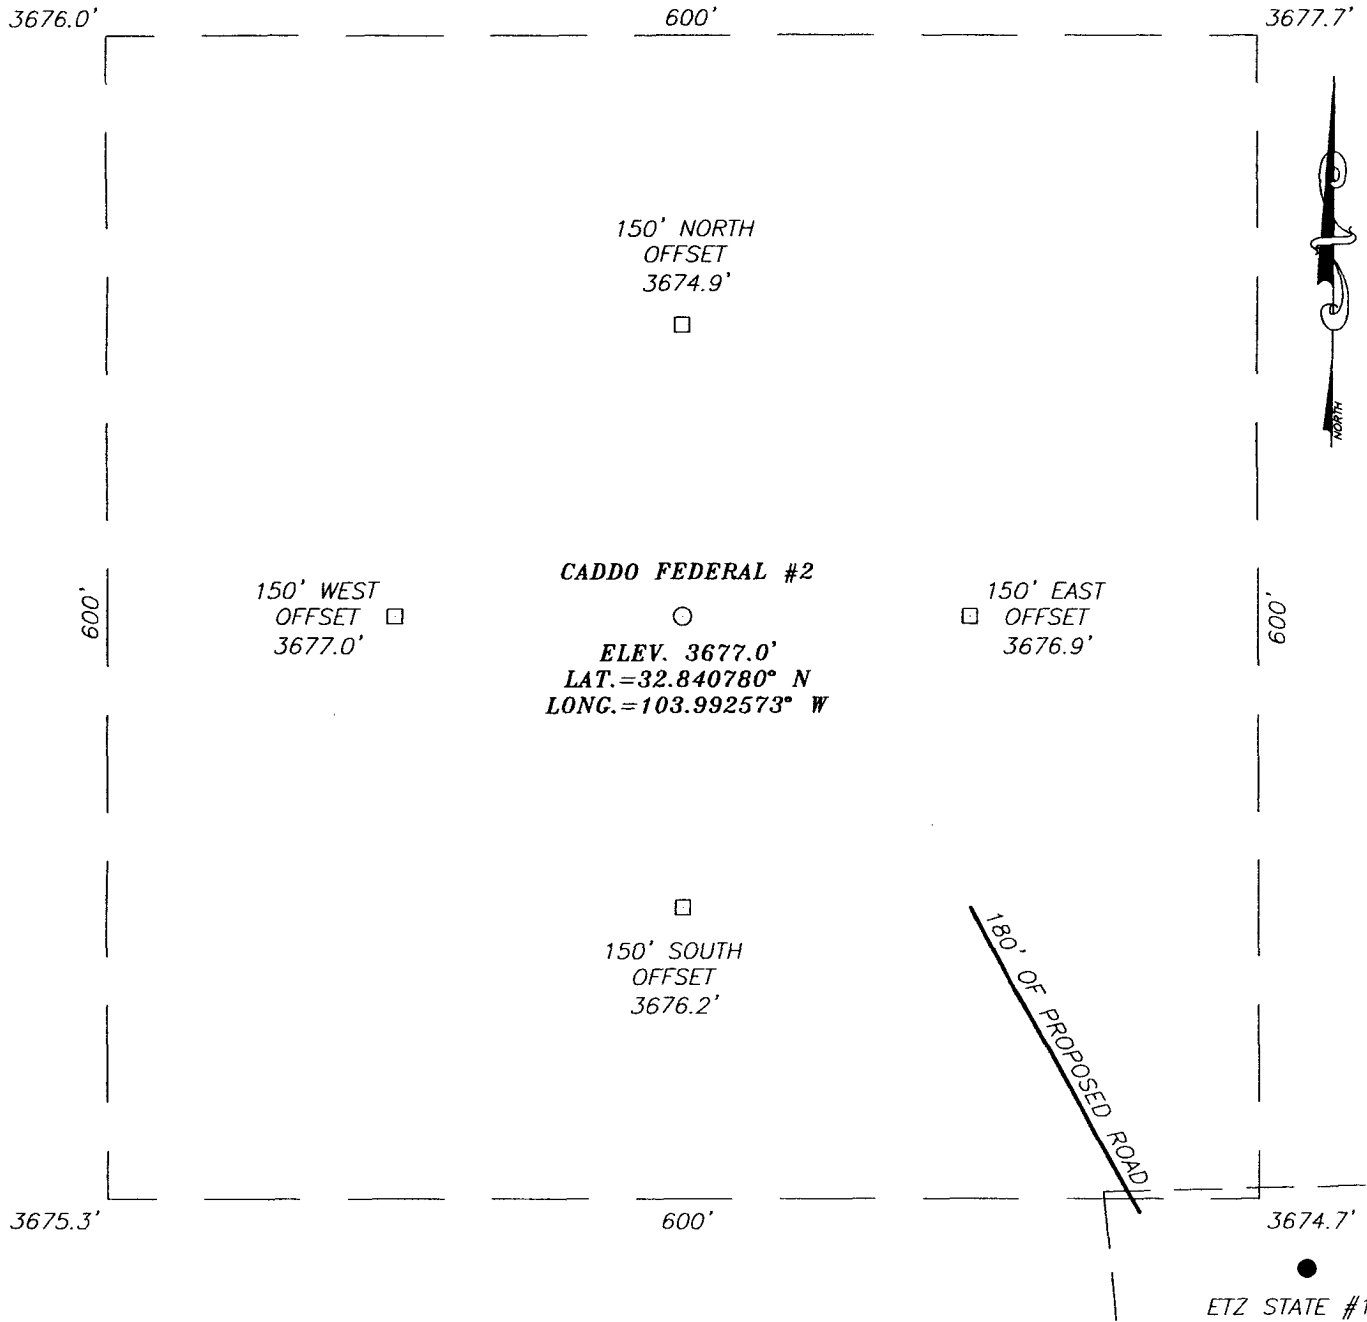 3676.0'
600'
3677.7'
NORTH
150' NORTH
OFFSET
3674.9'
600'
150' WEST
OFFSET
3677.0'
CADDO FEDERAL #2
ELEV. 3677.0'
LAT.=32.840780° N
LONG.=103.992573° W
150' EAST
OFFSET
3676.9'
600'
150' SOUTH
OFFSET
3676.2'
180' OF PROPOSED ROAD
3675.3'
600'
3674.7'
ETZ STATE #1